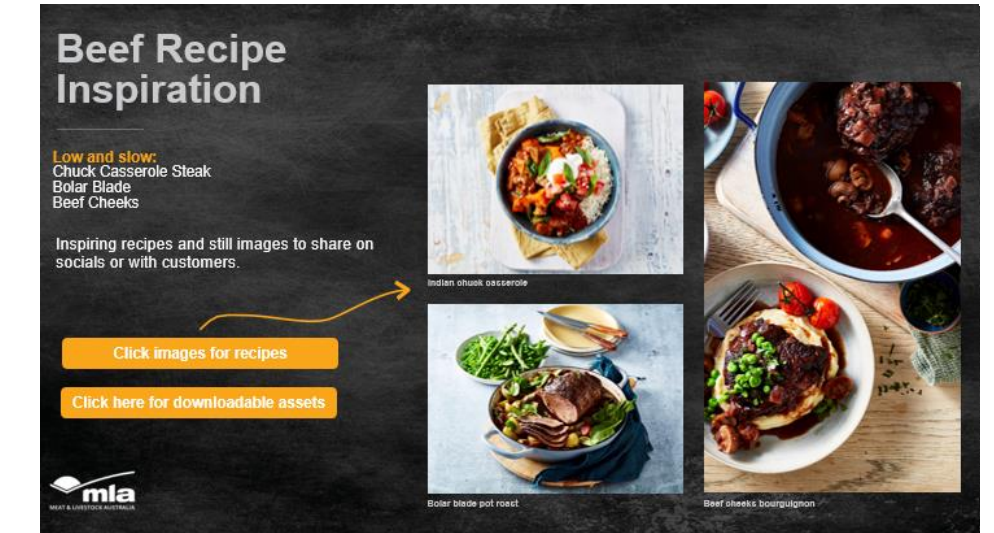 Beef Recipe
Inspiration
Low and slow:
Chuck Casserole Steak
Bolar Blade
Beef Cheeks
Inspiring recipes and still images to share on
socials or with customers.
Click images for recipes
Click here for downloadable assets
Indian chuck casserole
Bolar blade pot roast
Beef cheeks bourguignon
mla
MEAT & LIVESTOCK AUSTRALIA